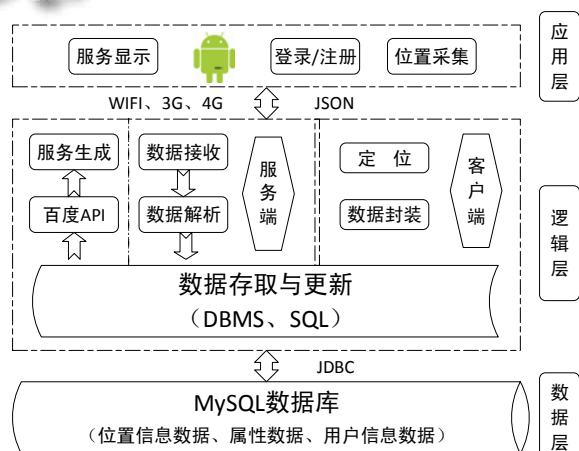 服务显示 登录/注册 位置采集
应用层
WIFI、3G、4G JSON
服务生成 数据接收 定 位
服务端
客户端
百度API 数据解析 数据封装
逻辑层
数据存取与更新
（DBMS、SQL）
JDBC
MySQL数据库
（位置信息数据、属性数据、用户信息数据）
数据层